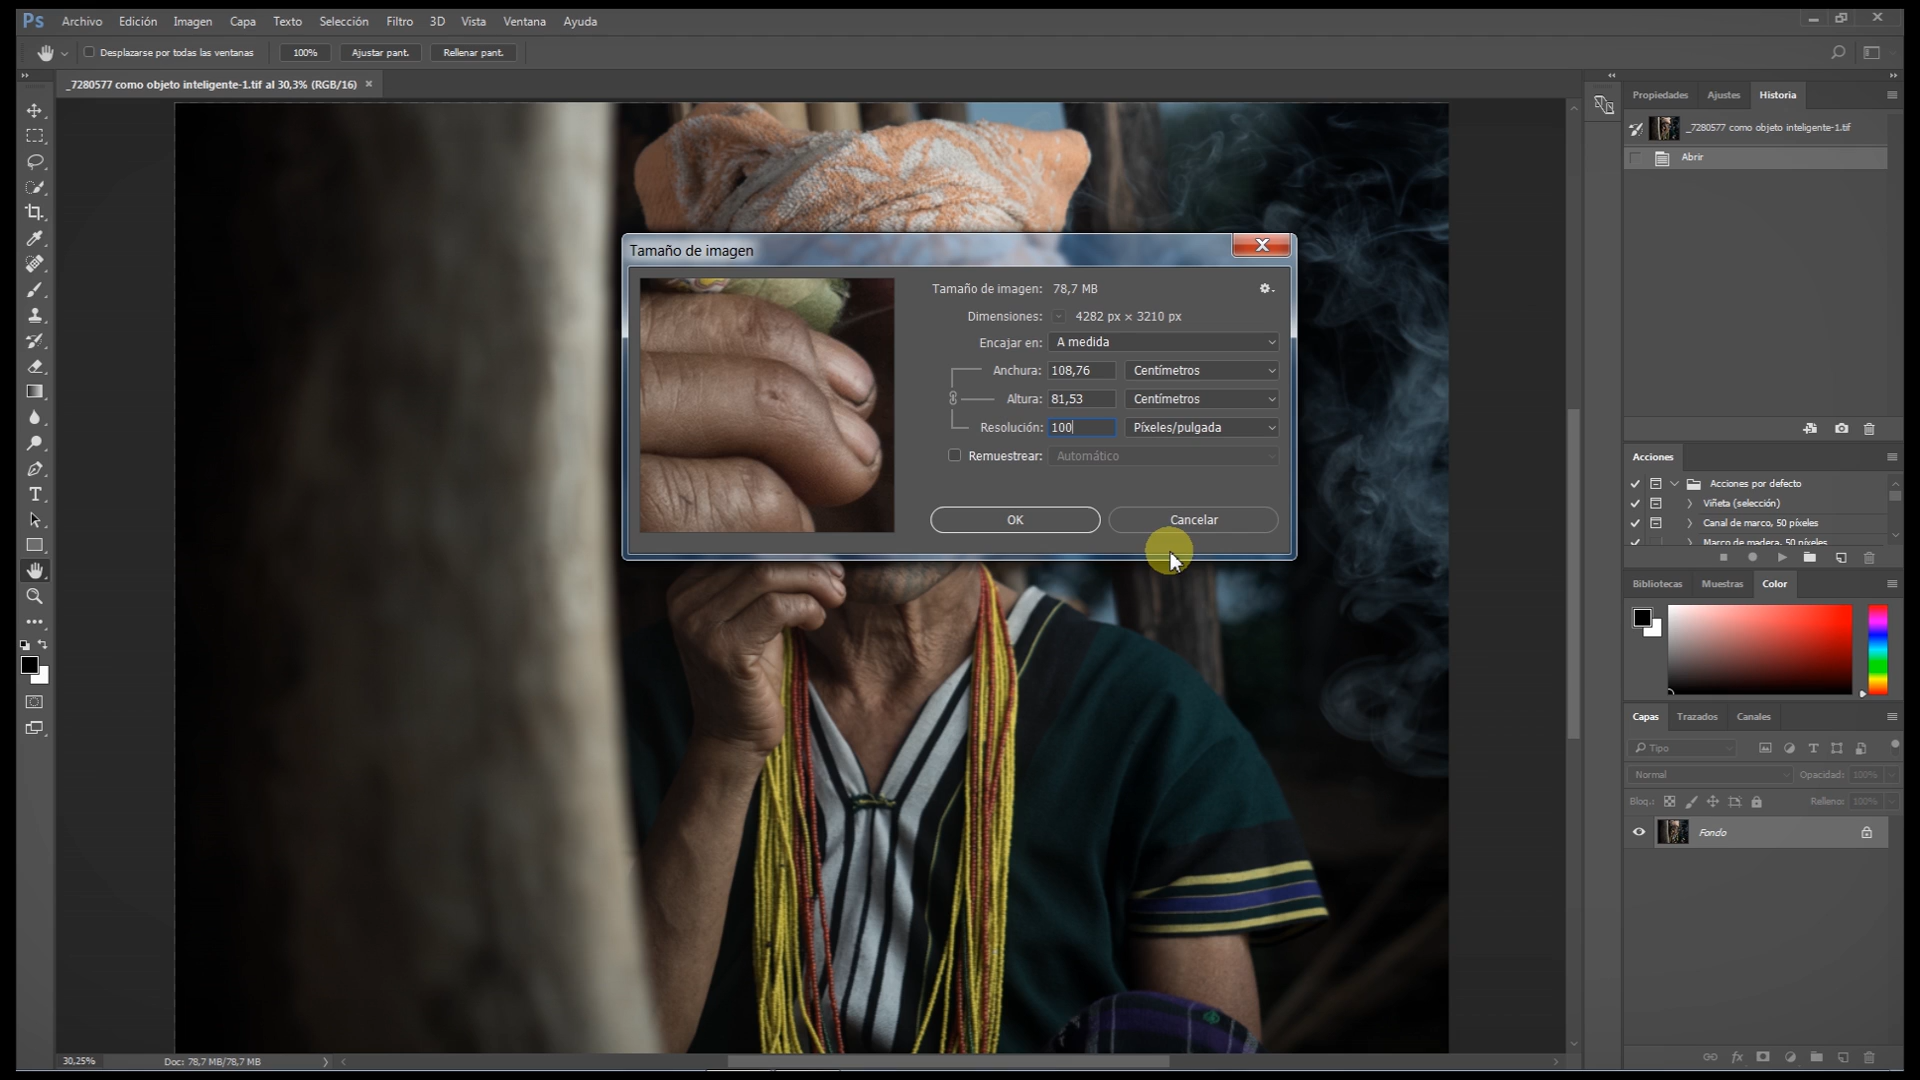 Ps Archivo Edición Imagen Capa Texto Selección Filtro 3D Vista Ventana Ayuda
Desplazarse por todas las ventanas 100% Ajustar pant. Rellenar pant.
_7280577 como objeto inteligente-1.tif al 30,3% (RGB/16) ×
Propiedades Ajustes Historia
_7280577 como objeto inteligente-1.tif
Abrir
Tamaño de imagen
Tamaño de imagen: 78,7 MB
Dimensiones: 4282 px × 3210 px
Encajar en: A medida
Anchura: 108,76 Centímetros
Altura: 81,53 Centímetros
Resolución: 100 Píxeles/pulgada
Remuestrear: Automático
OK Cancelar
Acciones
Acciones por defecto
Viñeta (selección)
Canal de marco, 50 píxeles
Marco de madera, 50 píxeles
Bibliotecas Muestras Color
Capas Trazados Canales
Tipo
Normal Opacidad: 100%
Bloq.: Relleno: 100%
Fondo
30,25% Doc: 78,7 MB/78,7 MB